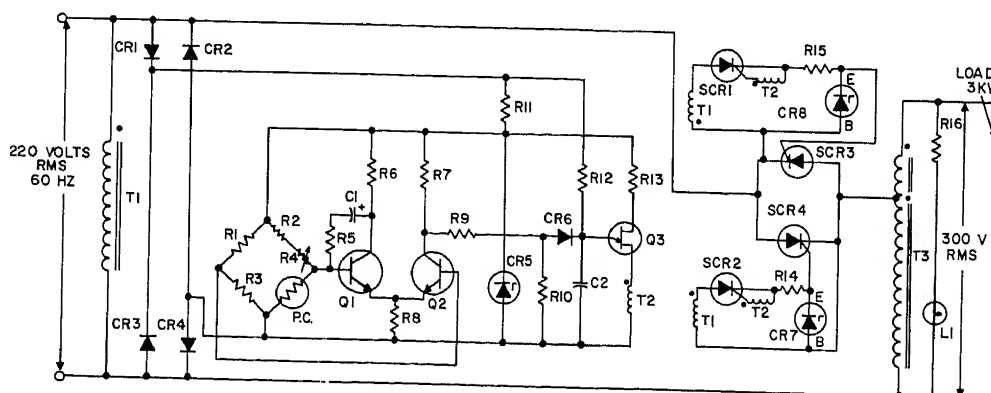 CR1
CR2
R15
LOAD
3KW
SCR1
T2
E
R11
T1
CR8
B
R16
220 VOLTS
RMS
60 HZ
T1
SCR3
R6
R7
R12
R13
C1
+
R2
R9
CR6
Q3
SCR4
R1
R5
R4
T3
300 V
RMS
R3
SCR2
R14
CR5
C2
E
Q1
Q2
R10
T2
T1
T2
P.C.
R8
CR7
B
L1
CR3
CR4